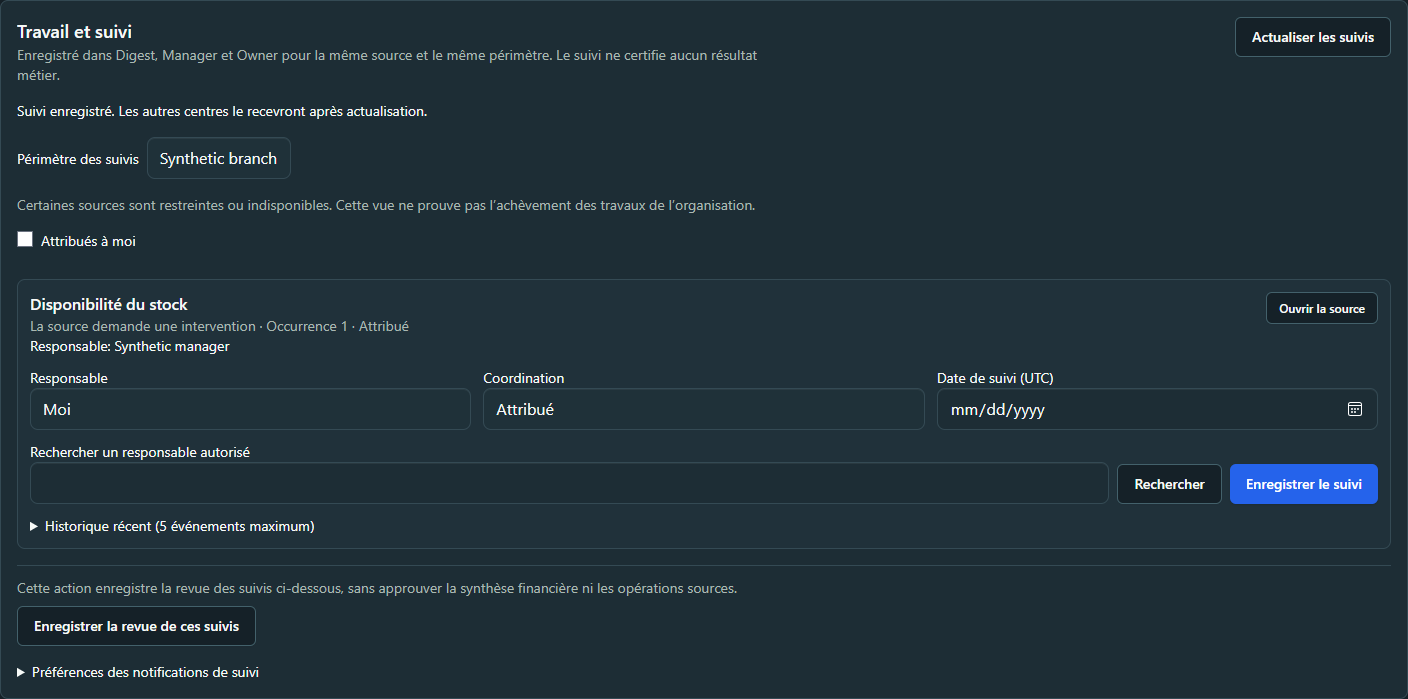 Travail et suivi
Actualiser les suivis
Enregistré dans Digest, Manager et Owner pour la même source et le même périmètre. Le suivi ne certifie aucun résultat
métier.
Suivi enregistré. Les autres centres le recevront après actualisation.
Périmètre des suivis Synthetic branch
Certaines sources sont restreintes ou indisponibles. Cette vue ne prouve pas l’achèvement des travaux de l’organisation.
Attribués à moi
Disponibilité du stock
Ouvrir la source
La source demande une intervention · Occurrence 1 · Attribué
Responsable: Synthetic manager
Responsable Coordination Date de suivi (UTC)
Moi Attribué mm/dd/yyyy
Rechercher un responsable autorisé
Rechercher Enregistrer le suivi
Historique récent (5 événements maximum)
Cette action enregistre la revue des suivis ci-dessous, sans approuver la synthèse financière ni les opérations sources.
Enregistrer la revue de ces suivis
Préférences des notifications de suivi